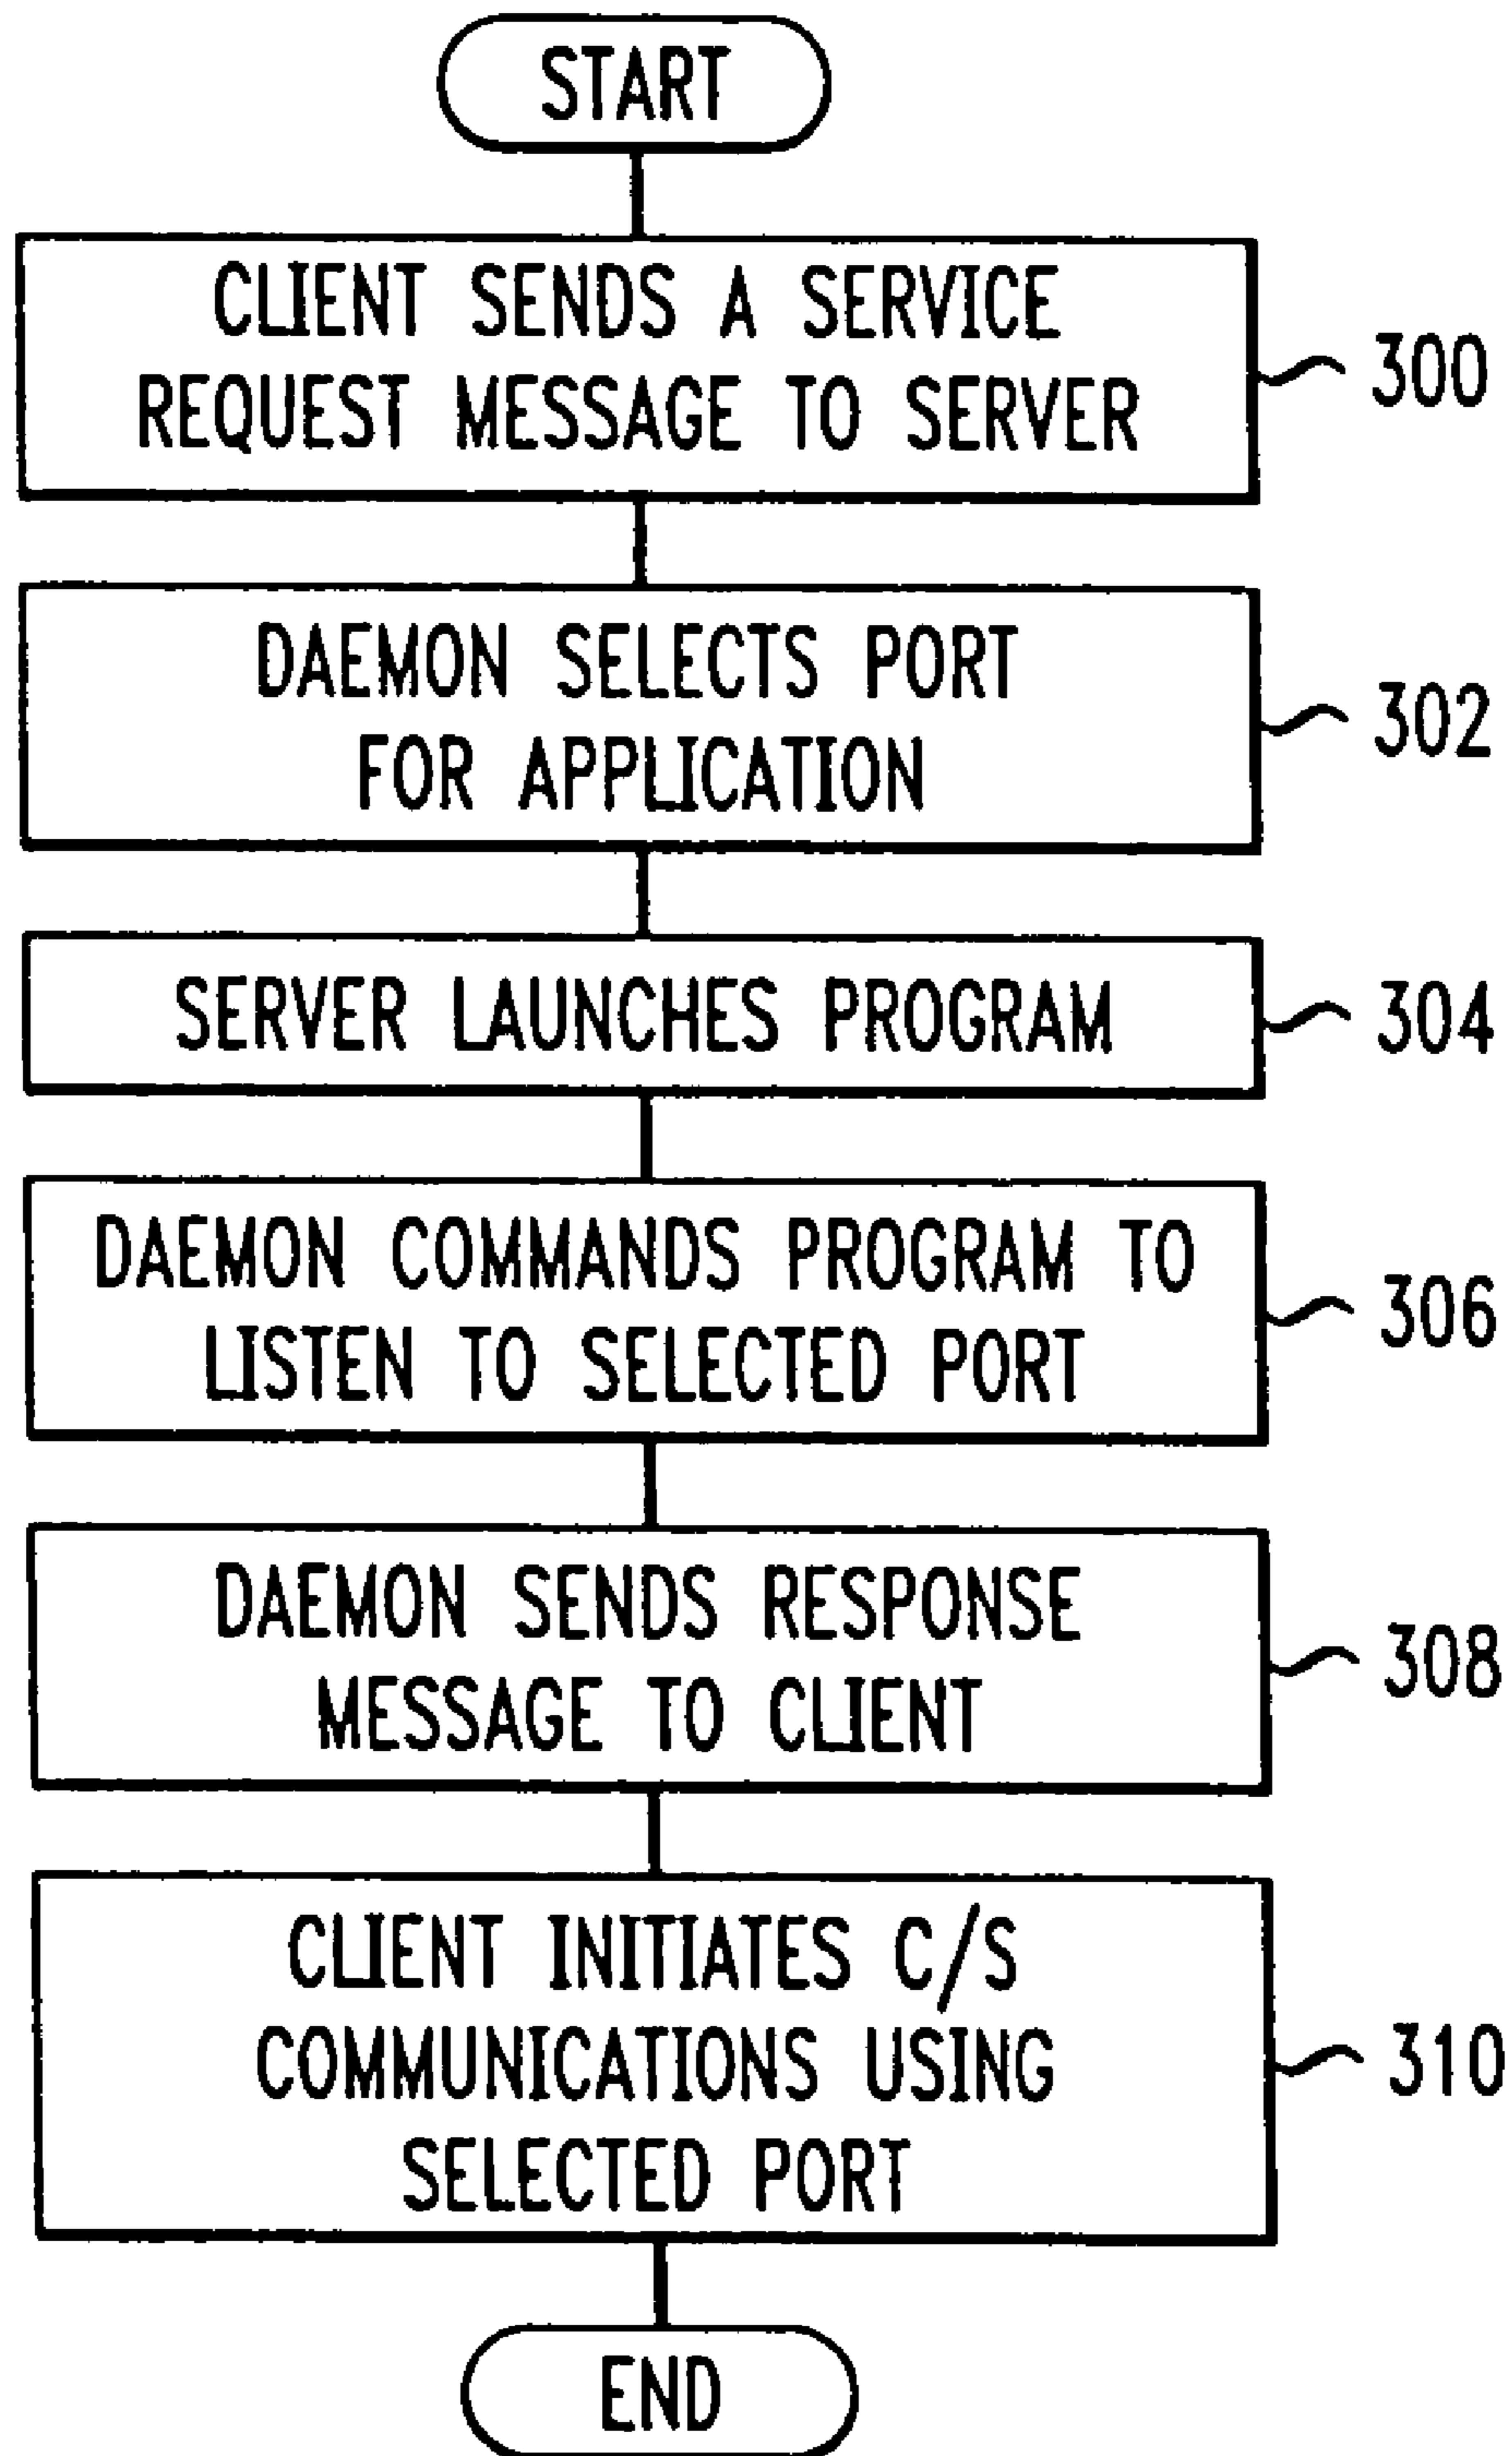 START
CLIENT SENDS A SERVICE
REQUEST MESSAGE TO SERVER
300
DAEMON SELECTS PORT
FOR APPLICATION
302
SERVER LAUNCHES PROGRAM
304
DAEMON COMMANDS PROGRAM TO
LISTEN TO SELECTED PORT
306
DAEMON SENDS RESPONSE
MESSAGE TO CLIENT
308
CLIENT INITIATES C/S
COMMUNICATIONS USING
SELECTED PORT
310
END